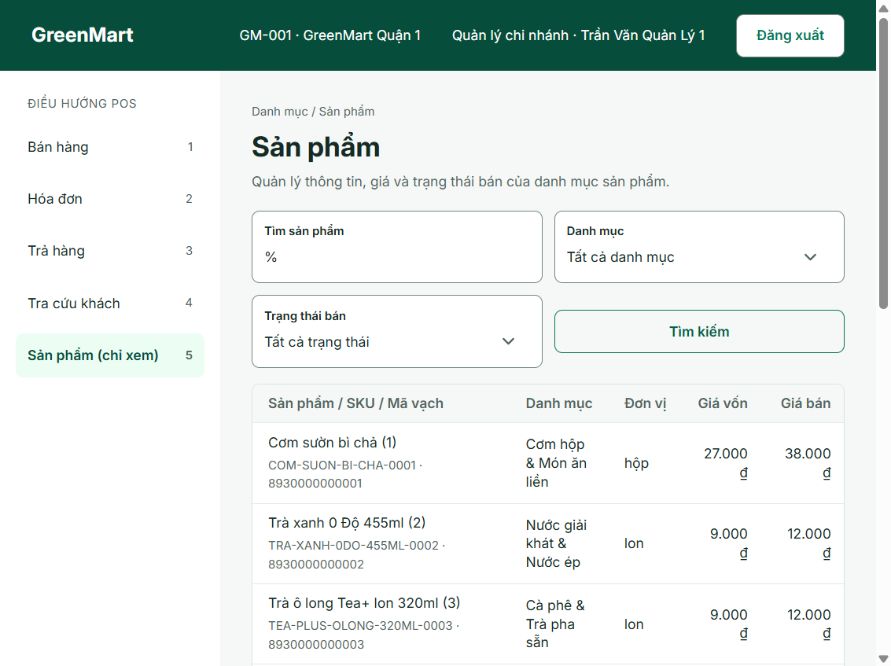 GreenMart
GM-001 · GreenMart Quận 1
Quản lý chi nhánh · Trần Văn Quản Lý 1
Đăng xuất
ĐIỀU HƯỚNG POS
Bán hàng 1
Hóa đơn 2
Trả hàng 3
Tra cứu khách 4
Sản phẩm (chỉ xem) 5
Danh mục / Sản phẩm
Sản phẩm
Quản lý thông tin, giá và trạng thái bán của danh mục sản phẩm.
Tìm sản phẩm
%
Danh mục
Tất cả danh mục
Trạng thái bán
Tất cả trạng thái
Tìm kiếm
Sản phẩm / SKU / Mã vạch Danh mục Đơn vị Giá vốn Giá bán
Cơm sườn bì chả (1)
COM-SUON-BI-CHA-0001 ·
8930000000001
Cơm hộp
& Món ăn
liền
hộp
27.000
₫
38.000
₫
Trà xanh 0 Độ 455ml (2)
TRA-XANH-0DO-455ML-0002 ·
8930000000002
Nước giải
khát &
Nước ép
lon
9.000
₫
12.000
₫
Trà ô long Tea+ lon 320ml (3)
TEA-PLUS-OLONG-320ML-0003 ·
8930000000003
Cà phê &
Trà pha
sẵn
lon
9.000
₫
12.000
₫